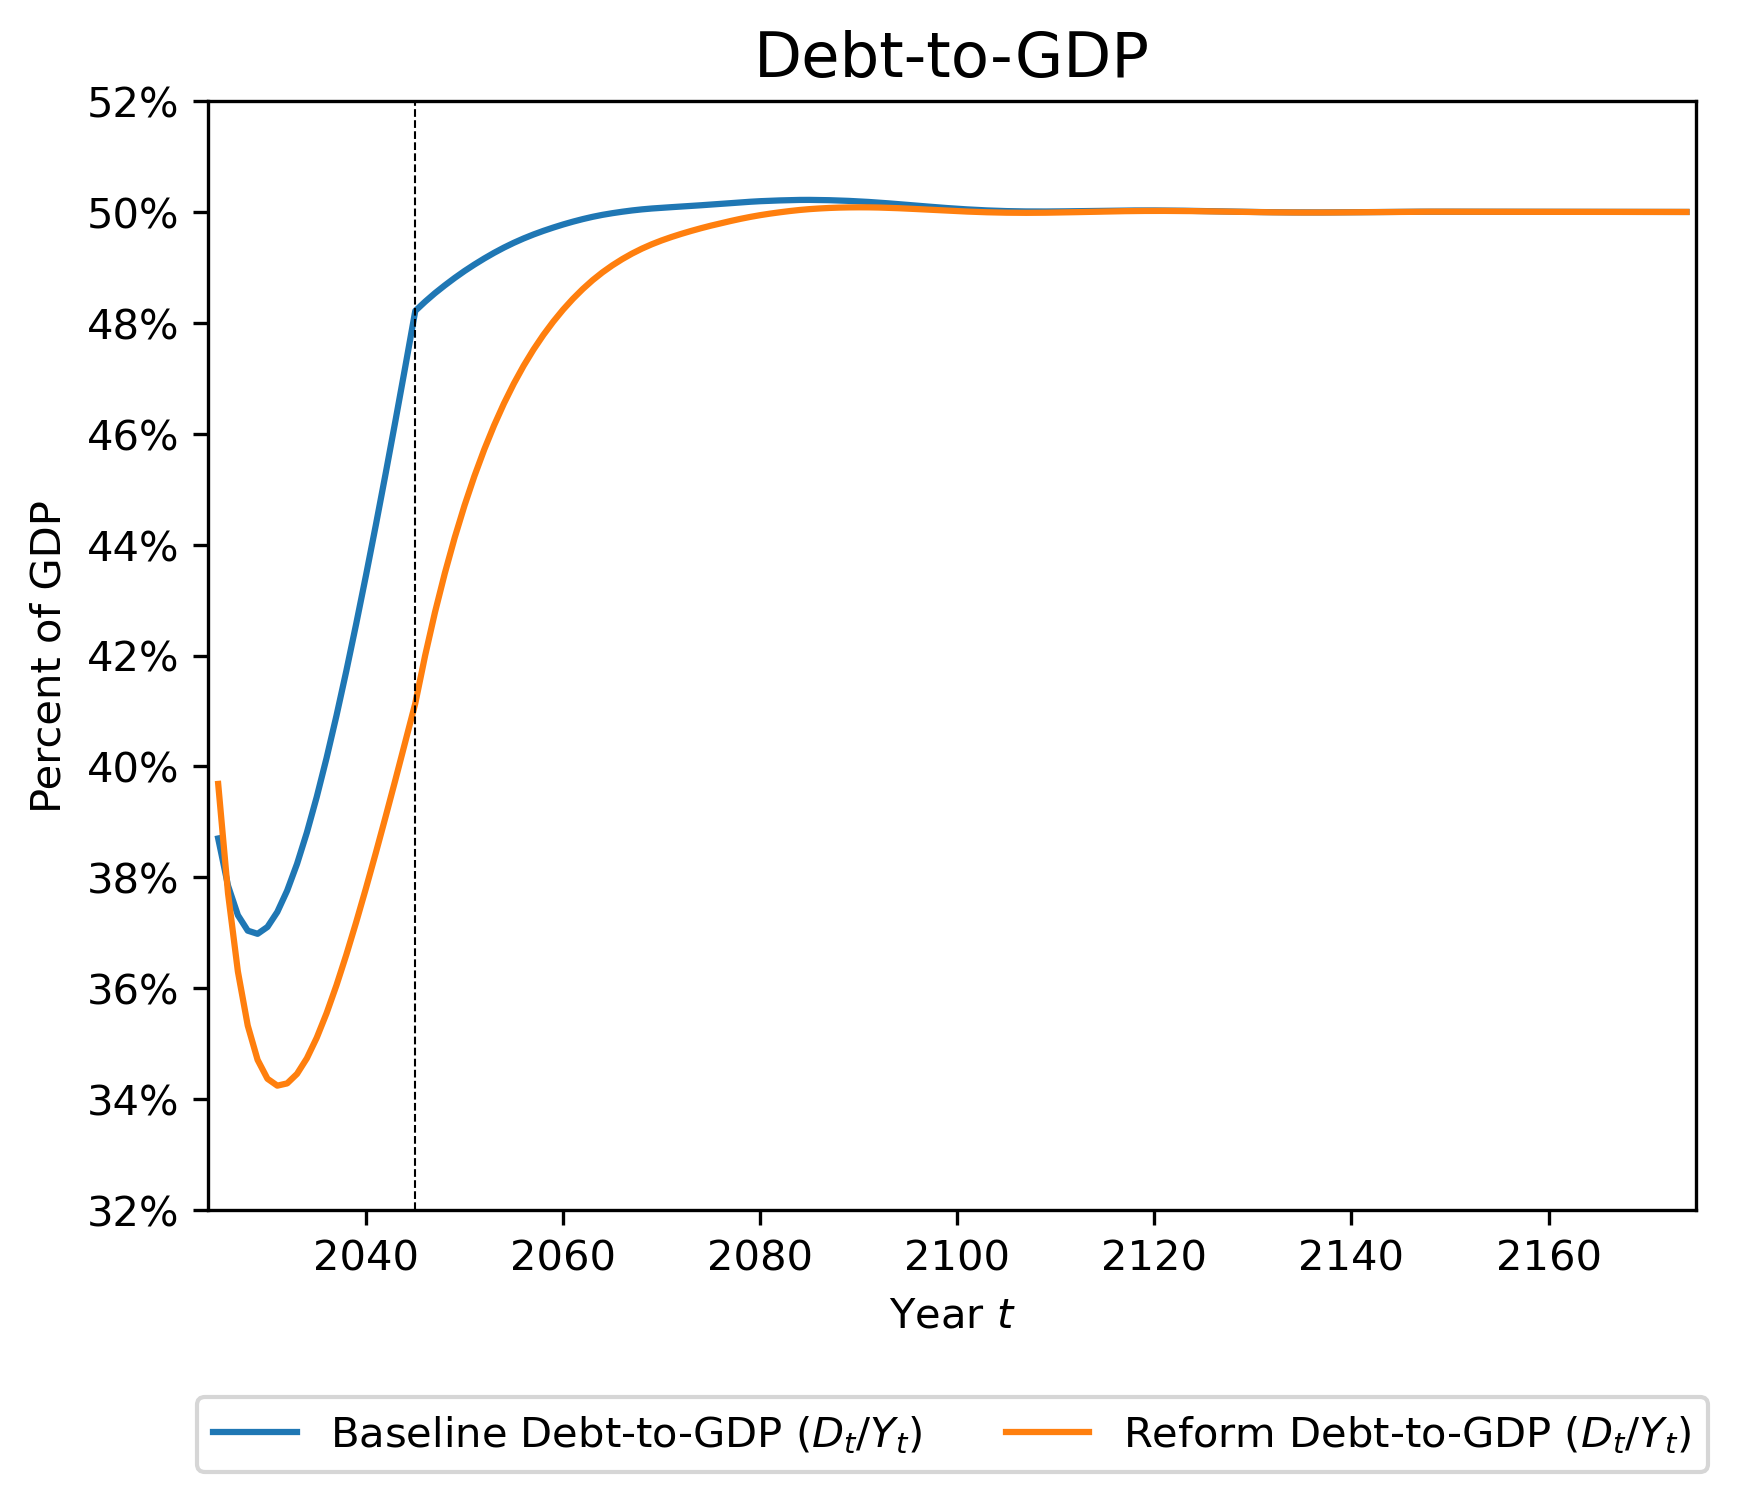 Debt-to-GDP
52%
50%
48%
46%
44%
42%
40%
38%
36%
34%
32%
Percent of GDP
2040 2060 2080 2100 2120 2140 2160
Year t
Baseline Debt-to-GDP (Dₜ/Yₜ) Reform Debt-to-GDP (Dₜ/Yₜ)